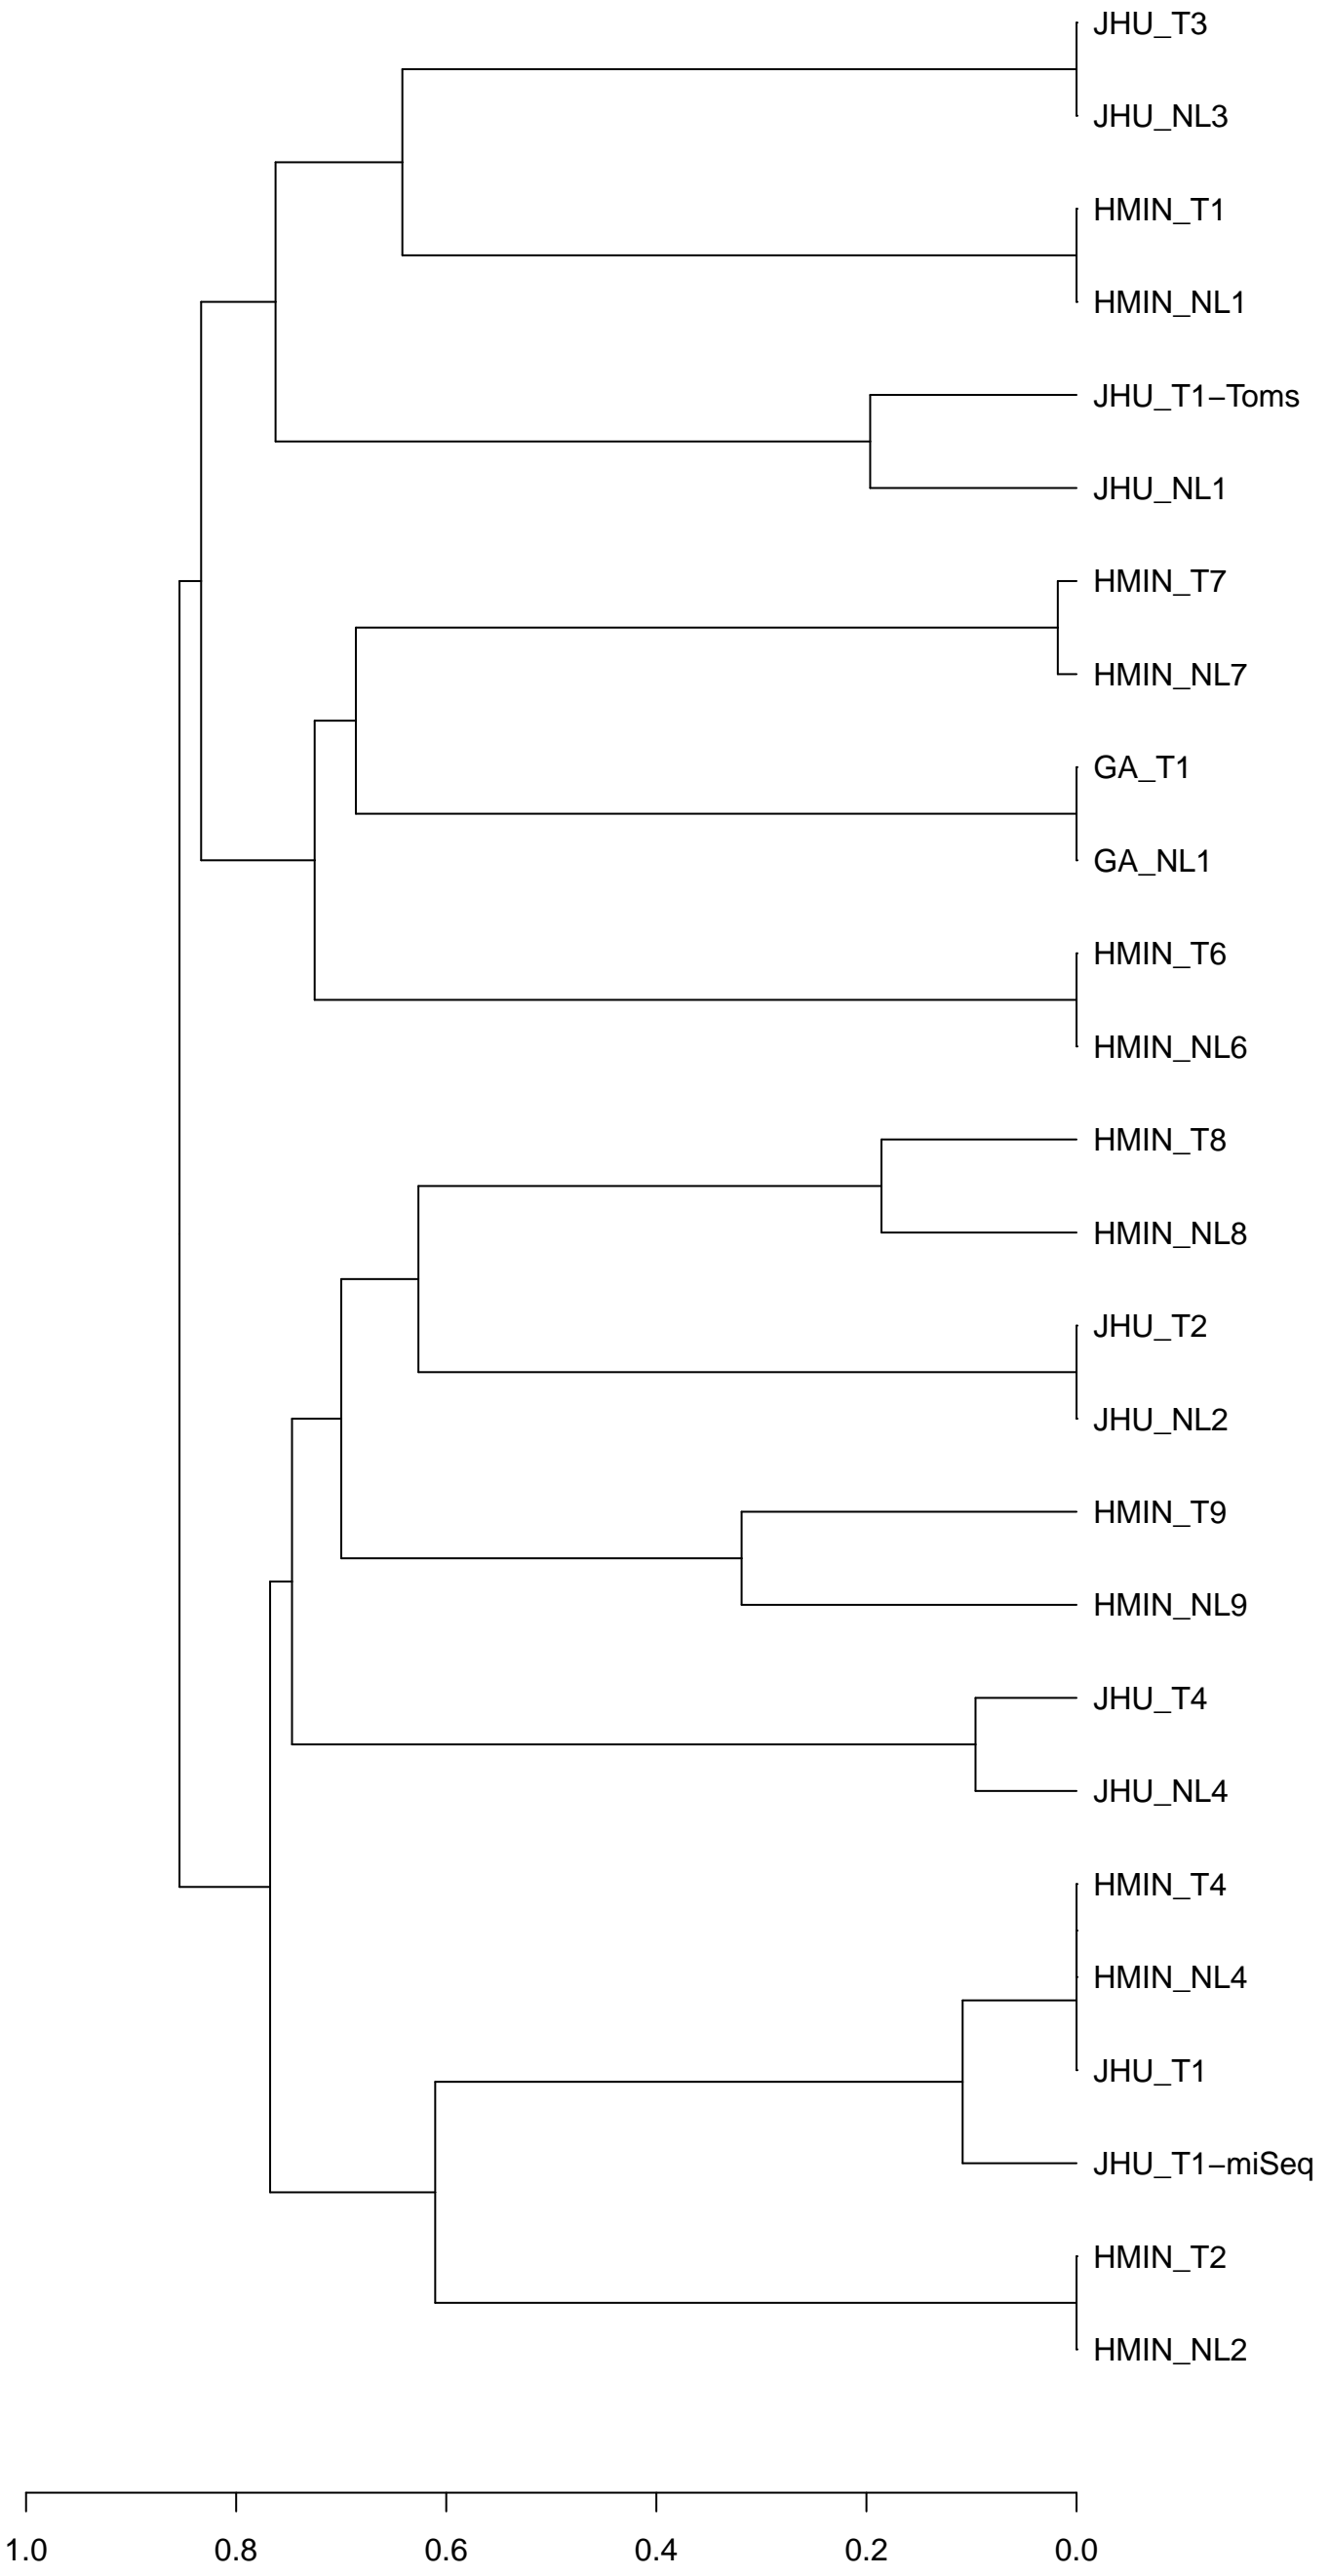 JHU_T3
JHU_NL3
HMIN_T1
HMIN_NL1
JHU_T1−Toms
JHU_NL1
HMIN_T7
HMIN_NL7
GA_T1
GA_NL1
HMIN_T6
HMIN_NL6
HMIN_T8
HMIN_NL8
JHU_T2
JHU_NL2
HMIN_T9
HMIN_NL9
JHU_T4
JHU_NL4
HMIN_T4
HMIN_NL4
JHU_T1
JHU_T1−miSeq
HMIN_T2
HMIN_NL2
1.0 0.8 0.6 0.4 0.2 0.0